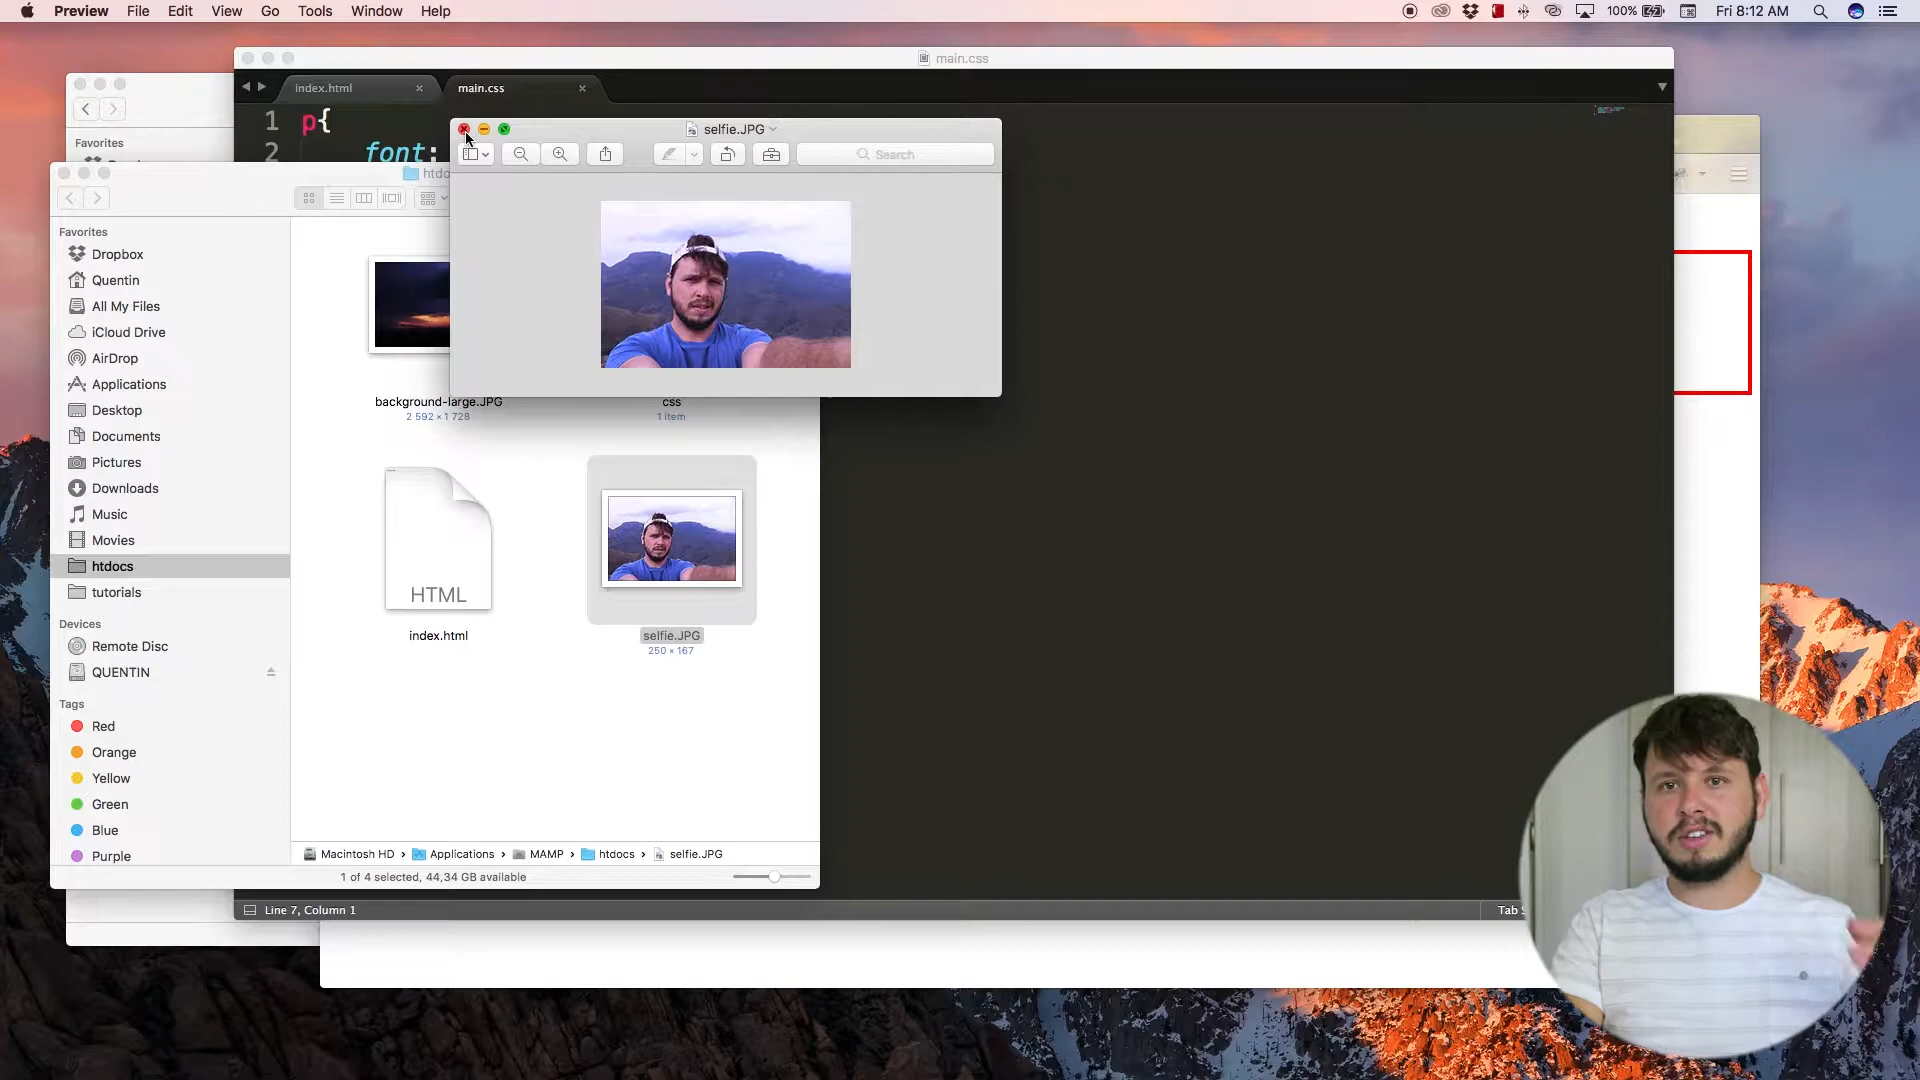 Preview File Edit View Go Tools Window Help
100% Fri 8:12 AM
main.css
index.html
main.css
1 p{
2 font:
selfie.JPG
Search
Favorites
htdo
Favorites
Dropbox
Quentin
All My Files
iCloud Drive
AirDrop
Applications
Desktop
Documents
Pictures
Downloads
Music
Movies
htdocs
tutorials
Devices
Remote Disc
QUENTIN
Tags
Red
Orange
Yellow
Green
Blue
Purple
background-large.JPG
2 592 × 1 728
css
1 item
HTML
index.html
selfie.JPG
250 × 167
Macintosh HD › Applications › MAMP › htdocs › selfie.JPG
1 of 4 selected, 44,34 GB available
Line 7, Column 1
Tab